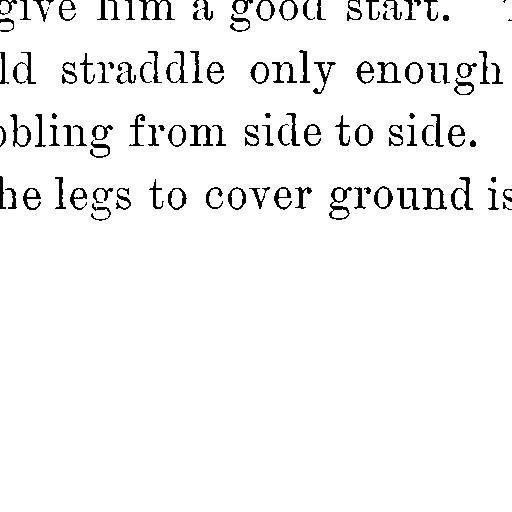 give him a good start.
ld straddle only enough
bbling from side to side.
he legs to cover ground is